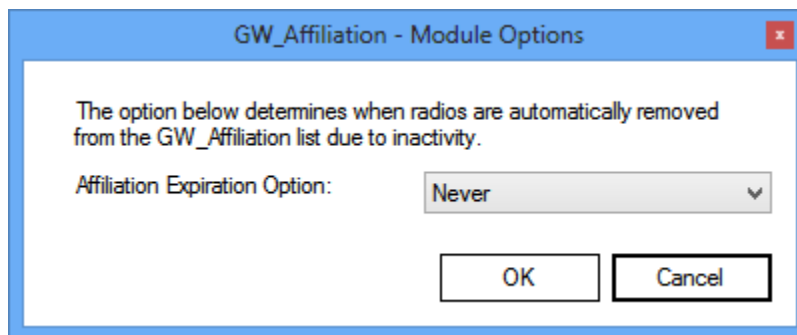 GW_Affiliation - Module Options
x
The option below determines when radios are automatically removed
from the GW_Affiliation list due to inactivity.
Affiliation Expiration Option:
Never
OK
Cancel